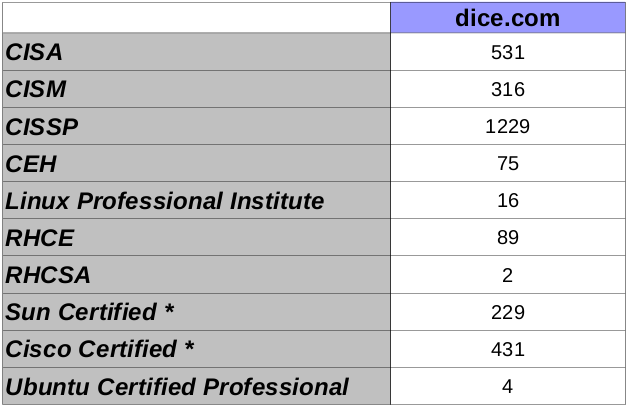 dice.com
CISA 531
CISM 316
CISSP 1229
CEH 75
Linux Professional Institute 16
RHCE 89
RHCSA 2
Sun Certified * 229
Cisco Certified * 431
Ubuntu Certified Professional 4